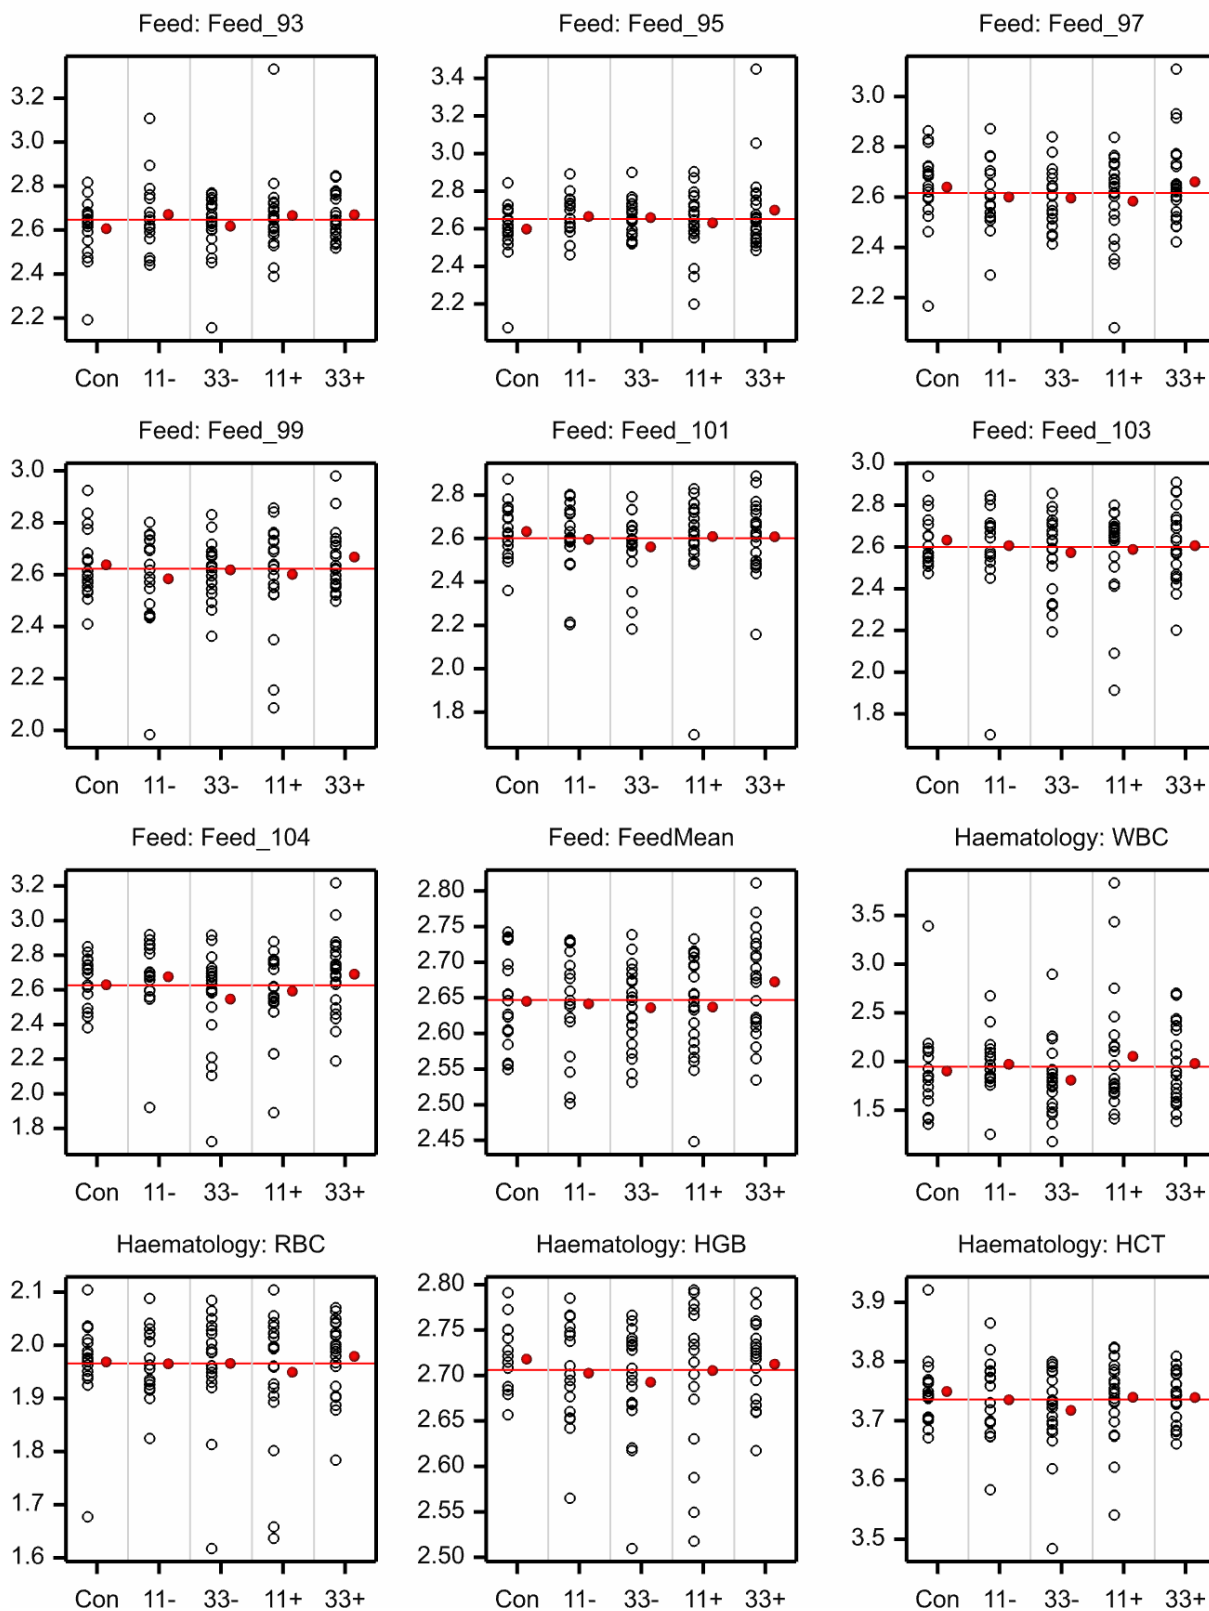 Feed: Feed_93 Feed: Feed_95 Feed: Feed_97
3.2 3.4 3.0
3.0 3.2 2.8
2.8 3.0 2.6
2.6 2.8 2.4
2.4 2.6 2.2
2.2 2.4
2.2
Con 11- 33- 11+ 33+ Con 11- 33- 11+ 33+ Con 11- 33- 11+ 33+
Feed: Feed_99 Feed: Feed_101 Feed: Feed_103
3.0 2.8 3.0
2.8 2.6 2.8
2.6 2.4 2.6
2.4 2.2 2.4
2.2 2.0 2.2
2.0 1.8 2.0
1.8
Con 11- 33- 11+ 33+ Con 11- 33- 11+ 33+ Con 11- 33- 11+ 33+
Feed: Feed_104 Feed: FeedMean Haematology: WBC
3.2 2.80 3.5
3.0 2.75 3.0
2.8 2.70 2.5
2.6 2.65 2.0
2.4 2.60 1.5
2.2 2.55
2.0 2.50
1.8 2.45
Con 11- 33- 11+ 33+ Con 11- 33- 11+ 33+ Con 11- 33- 11+ 33+
Haematology: RBC Haematology: HGB Haematology: HCT
2.1 2.80 3.9
2.0 2.75 3.8
1.9 2.70 3.7
1.8 2.65 3.6
1.7 2.60 3.5
1.6 2.55
2.50
Con 11- 33- 11+ 33+ Con 11- 33- 11+ 33+ Con 11- 33- 11+ 33+